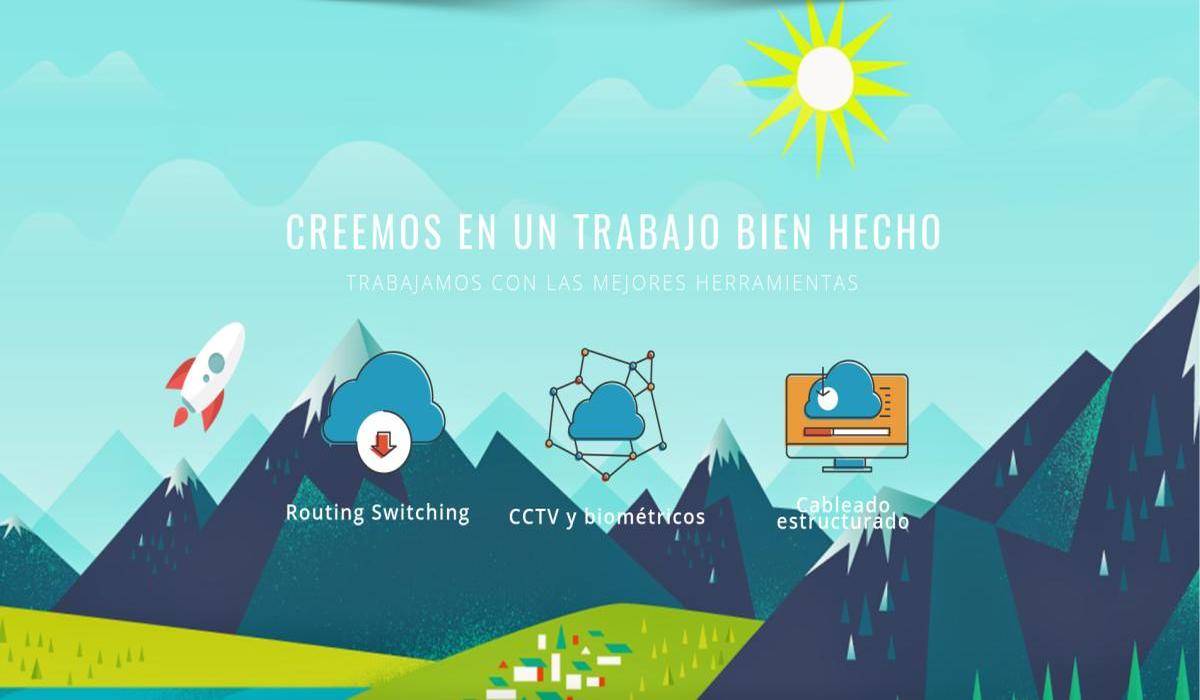 CREEMOS EN UN TRABAJO BIEN HECHO
TRABAJAMOS CON LAS MEJORES HERRAMIENTAS
Routing Switching
CCTV y biométricos
Cableado
estructurado